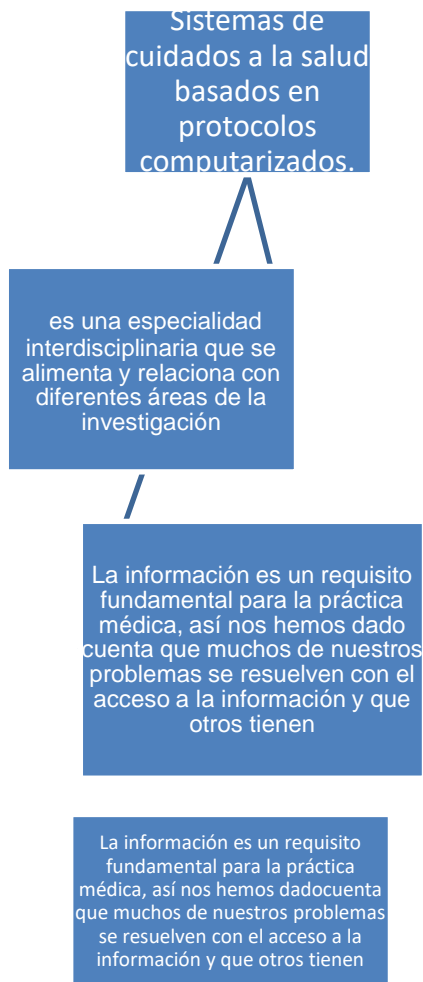 Sistemas de
cuidados a la salud
basados en
protocolos
computarizados.
es una especialidad
interdisciplinaria que se
alimenta y relaciona con
diferentes áreas de la
investigación
La información es un requisito
fundamental para la práctica
médica, así nos hemos dado
cuenta que muchos de nuestros
problemas se resuelven con el
acceso a la información y que
otros tienen
La información es un requisito
fundamental para la práctica
médica, así nos hemos dadocuenta
que muchos de nuestros problemas
se resuelven con el acceso a la
información y que otros tienen